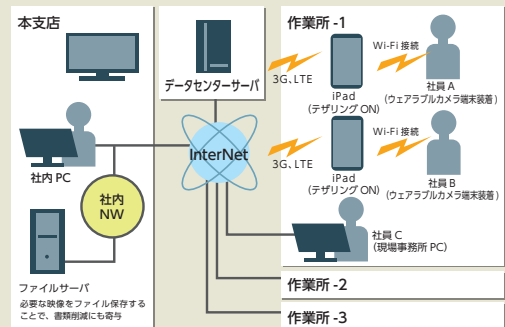 本支店
社内 PC
社内
NW
ファイルサーバ
必要な映像をファイル保存する
ことで、書類削減にも寄与
データセンターサーバ
InterNet
作業所 -1
3G、LTE
iPad
(テザリング ON)
Wi-Fi 接続
社員 A
(ウェアラブルカメラ端末装着)
3G、LTE
iPad
(テザリング ON)
Wi-Fi 接続
社員 B
(ウェアラブルカメラ端末装着)
社員 C
(現場事務所 PC)
作業所 -2
作業所 -3